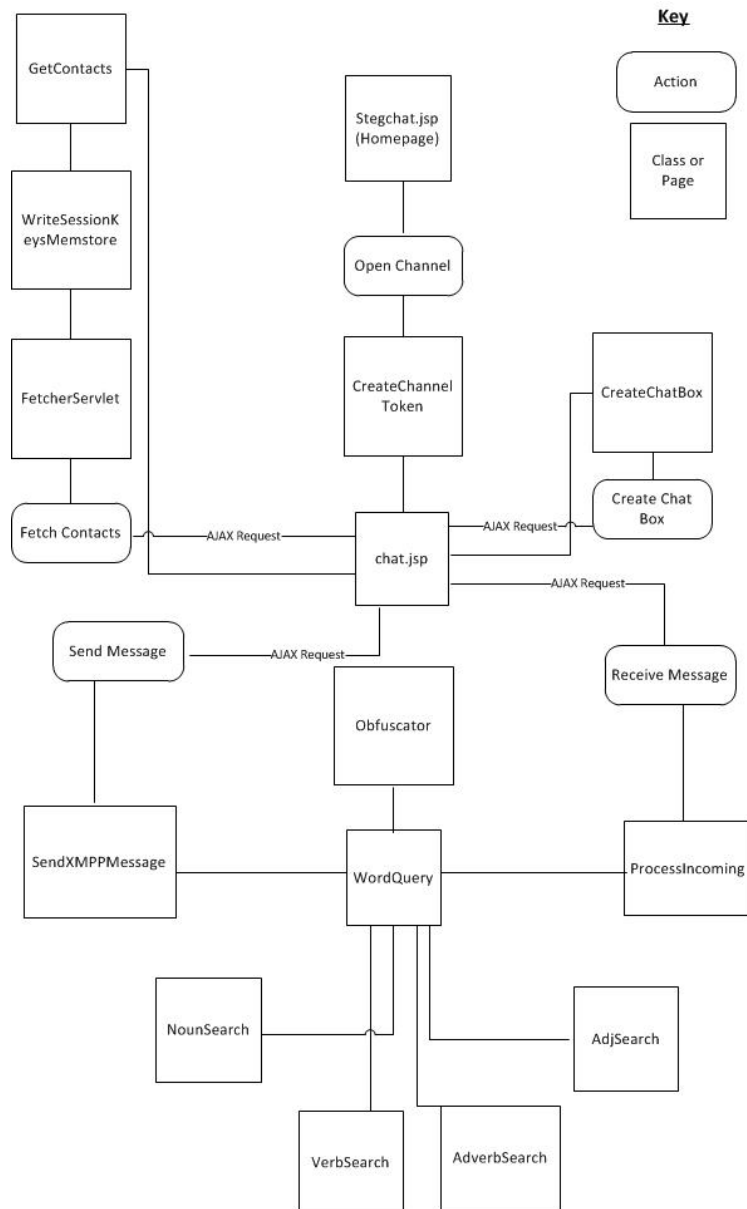 Key
Action
Class or
Page
GetContacts
Stegchat.jsp
(Homepage)
WriteSessionK
eysMemstore
Open Channel
FetcherServlet
CreateChannel
Token
CreateChatBox
Fetch Contacts
AJAX Request
chat.jsp
AJAX Request
Create Chat
Box
AJAX Request
Send Message
AJAX Request
Receive Message
Obfuscator
SendXMPPMessage
WordQuery
ProcessIncoming
NounSearch
AdjSearch
VerbSearch
AdverbSearch